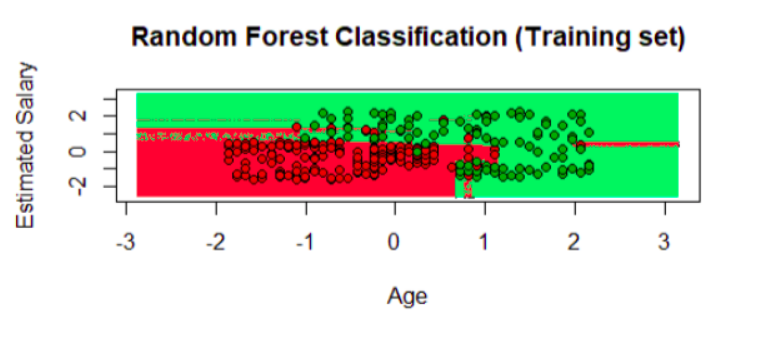 Random Forest Classification (Training set)
Estimated Salary
2
0
-2
-3 -2 -1 0 1 2 3
Age